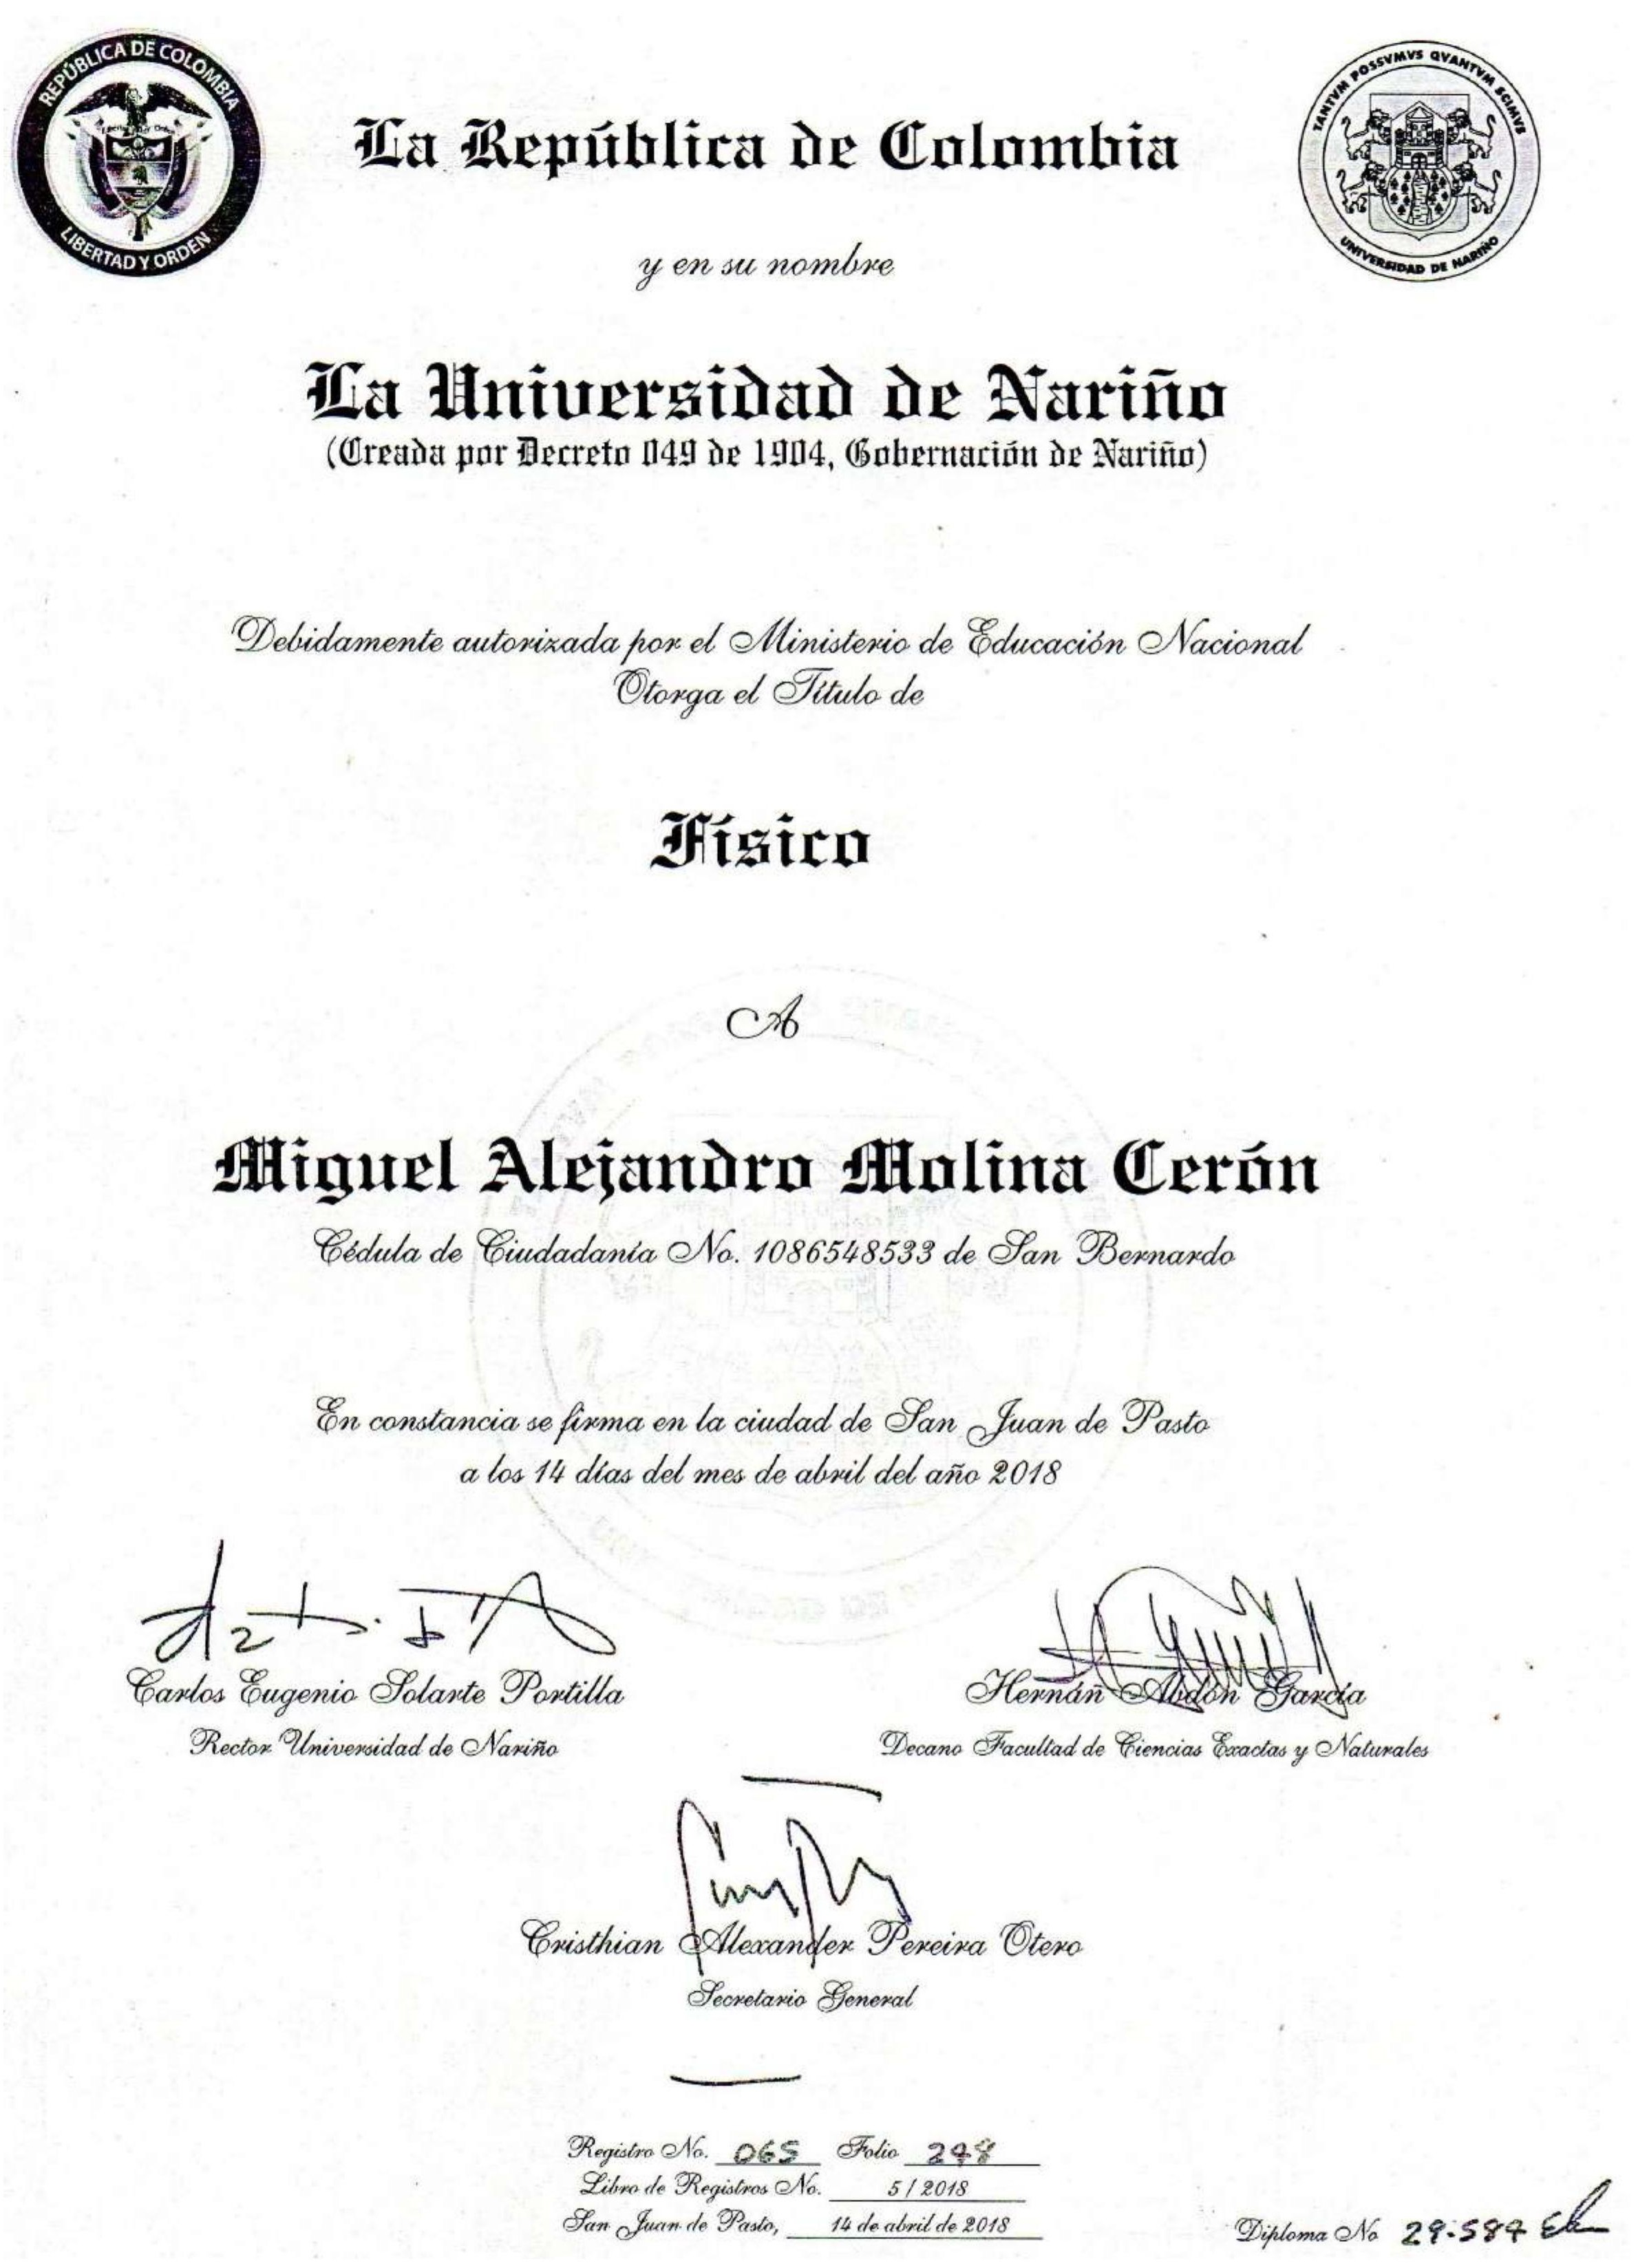 REPÚBLICA DE COLOMBIA
LIBERTAD Y ORDEN
TANTVM POSSVMVS QVANTVM SCIMVS
UNIVERSIDAD DE NARIÑO
La República de Colombia
y en su nombre
La Universidad de Nariño
(Creada por Decreto 049 de 1904, Gobernación de Nariño)
Debidamente autorizada por el Ministerio de Educación Nacional
Otorga el Título de
Físico
A
Miguel Alejandro Molina Cerón
Cédula de Ciudadanía No. 1086548533 de San Bernardo
En constancia se firma en la ciudad de San Juan de Pasto
a los 14 días del mes de abril del año 2018
Carlos Eugenio Solarte Portilla
Rector Universidad de Nariño
Hernán Abdón García
Decano Facultad de Ciencias Exactas y Naturales
Cristhian Alexander Pereira Otero
Secretario General
Registro No. 065 Folio 248
Libro de Registros No. 5 / 2018
San Juan de Pasto, 14 de abril de 2018
Diploma No